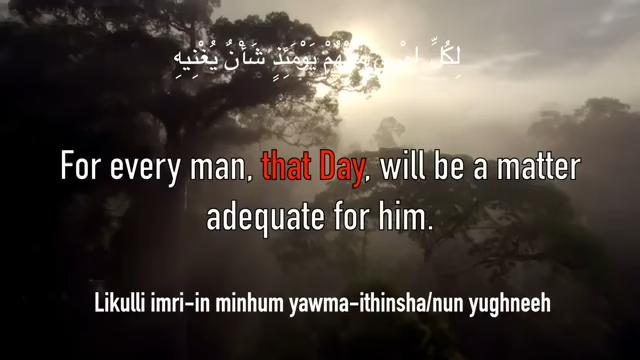 لِكُلِّ امْرِئٍ مِنْهُمْ يَوْمَئِذٍ شَأْنٌ يُغْنِيهِ
For every man, that Day, will be a matter
adequate for him.
Likulli imri-in minhum yawma-ithinsha/nun yughneeh